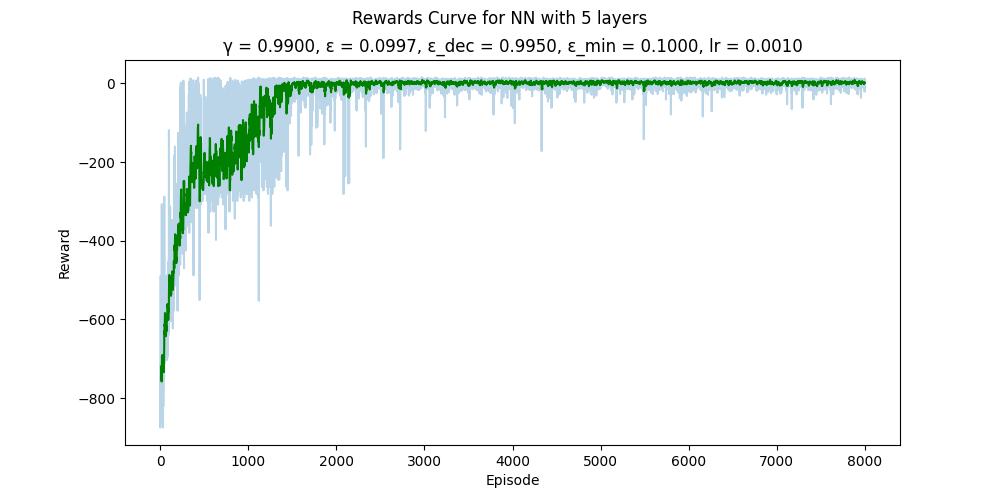 Rewards Curve for NN with 5 layers
γ = 0.9900, ε = 0.0997, ε_dec = 0.9950, ε_min = 0.1000, lr = 0.0010
0
−200
−400
−600
−800
Reward
0 1000 2000 3000 4000 5000 6000 7000 8000
Episode